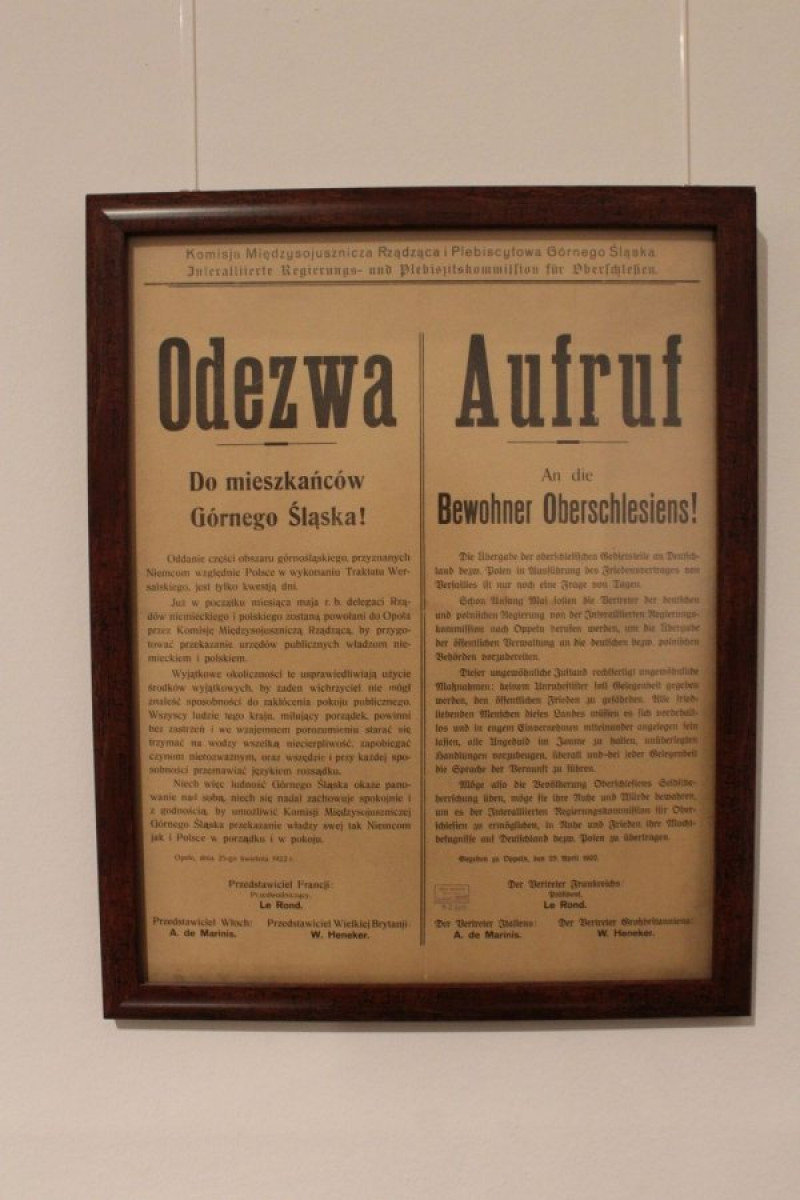 Komisja Międzysojusznicza Rządząca i Plebiscytowa Górnego Śląska.
Interalliierte Regierungs- und Plebiszitskommission für Oberschlesien.
Odezwa
Do mieszkańców
Górnego Śląska!
Oddanie części obszaru górnośląskiego, przyznanych
Niemcom względnie Polsce w wykonaniu Traktatu Wer-
salskiego, jest tylko kwestją dni.
Już w początku miesiąca maja r. b. delegaci Rzą-
dów niemieckiego i polskiego zostaną powołani do Opola
przez Komisję Międzysojuszniczą Rządzącą, by przygo-
tować przekazanie urzędów publicznych władzom nie-
mieckim i polskim.
Wyjątkowe okoliczności te usprawiedliwiają użycie
środków wyjątkowych, by żaden wichrzyciel nie mógł
znaleść sposobności do zakłócenia pokoju publicznego.
Wszyscy ludzie tego kraju, miłujący porządek, powinni
bez zastrzeń i we wzajemnem porozumieniu starać się
trzymać na wodzy wszelką niecierpliwość, zapobiegać
czynom nierozważnym, oraz wszędzie i przy każdej spo-
sobności przemawiać językiem rozsądku.
Niech więc ludność Górnego Śląska okaże pano-
wanie nad sobą, niech się nadal zachowuje spokojnie i
z godnością, by umożliwić Komisji Międzysojuszniczej
Górnego Śląska przekazanie władzy swej tak Niemcom
jak i Polsce w porządku i w pokoju.
Opole, dnia kwietnia 1922 r.
Przedstawiciel Francji:
Przewodniczący.
Le Rond.
Przedstawiciel Włoch: Przedstawiciel Wielkiej Brytanji:
A. de Marinis. W. Heneker.
Aufruf
An die
Bewohner Oberschlesiens!
Die Übergabe der oberschlesischen Gebietsteile an Deutsch-
land bezw. Polen in Ausführung des Friedensvertrages von
Versailles ist nur noch eine Frage von Tagen.
Schon Anfang Mai sollen die Vertreter der deutschen
und polnischen Regierung von der Interalliierten Regierungs-
kommission nach Oppeln berufen werden, um die Übergabe
der öffentlichen Verwaltung an die deutschen bezw. polnischen
Behörden vorzubereiten.
Dieser ungewöhnliche Zustand rechtfertigt ungewöhnliche
Maßnahmen; keinem Unruhestifter soll Gelegenheit gegeben
werden, den öffentlichen Frieden zu gefährden. Alle fried-
liebenden Menschen dieses Landes müssen es sich vorbehalt-
los und in engem Einvernehmen miteinander angelegen sein
lassen, alle Ungeduld im Zaume zu halten, unüberlegten
Handlungen vorzubeugen, überall und bei jeder Gelegenheit
die Sprache der Vernunft zu führen.
Möge also die Bevölkerung Oberschlesiens Selbstbe-
herrschung üben, möge sie ihre Ruhe und Würde bewahren,
um es der Interalliierten Regierungskommission für Ober-
schlesien zu ermöglichen, in Ruhe und Frieden ihre Macht-
befugnisse auf Deutschland bezw. Polen zu übertragen.
Gegeben zu Oppeln, den April 1922.
Der Vertreter Frankreichs:
Präsident.
Le Rond.
Der Vertreter Italiens: Der Vertreter Großbritanniens:
A. de Marinis. W. Heneker.